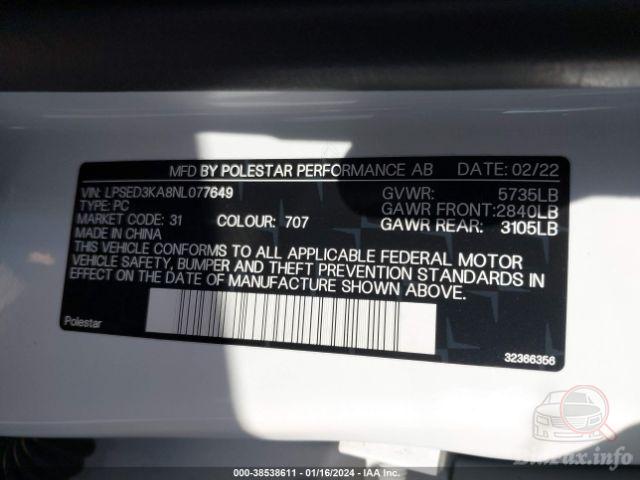 MFD BY POLESTAR PERFORMANCE AB DATE: 02/22
VIN: LPSED3KA8NL077649 GVWR: 5735LB
TYPE: PC GAWR FRONT:2840LB
MARKET CODE: 31 COLOUR: 707 GAWR REAR: 3105LB
MADE IN CHINA
THIS VEHICLE CONFORMS TO ALL APPLICABLE FEDERAL MOTOR
VEHICLE SAFETY, BUMPER AND THEFT PREVENTION STANDARDS IN
EFFECT ON THE DATE OF MANUFACTURE SHOWN ABOVE.
Polestar 32366356
BidFax.info
000-38538611 - 01/16/2024 - IAA Inc.